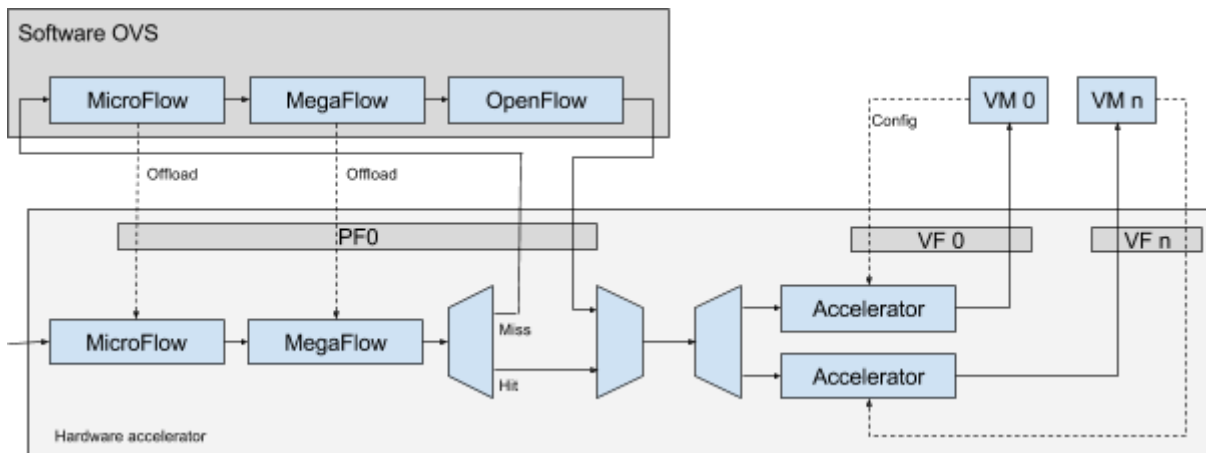 Software OVS
MicroFlow
MegaFlow
OpenFlow
VM 0
VM n
Config
Offload
Offload
PF0
VF 0
VF n
Accelerator
MicroFlow
MegaFlow
Miss
Hit
Accelerator
Hardware accelerator